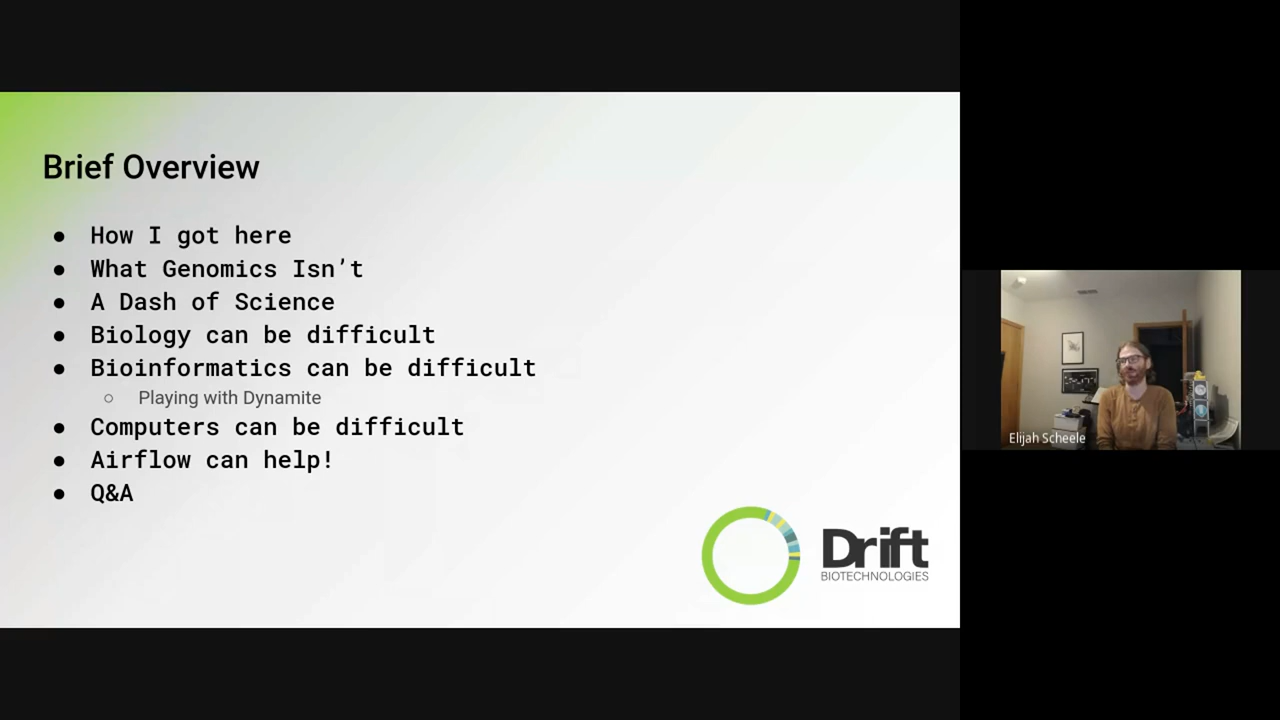 Brief Overview
● How I got here
● What Genomics Isn’t
● A Dash of Science
● Biology can be difficult
● Bioinformatics can be difficult
○ Playing with Dynamite
● Computers can be difficult
● Airflow can help!
● Q&A
Drift
BIOTECHNOLOGIES
Elijah Scheele